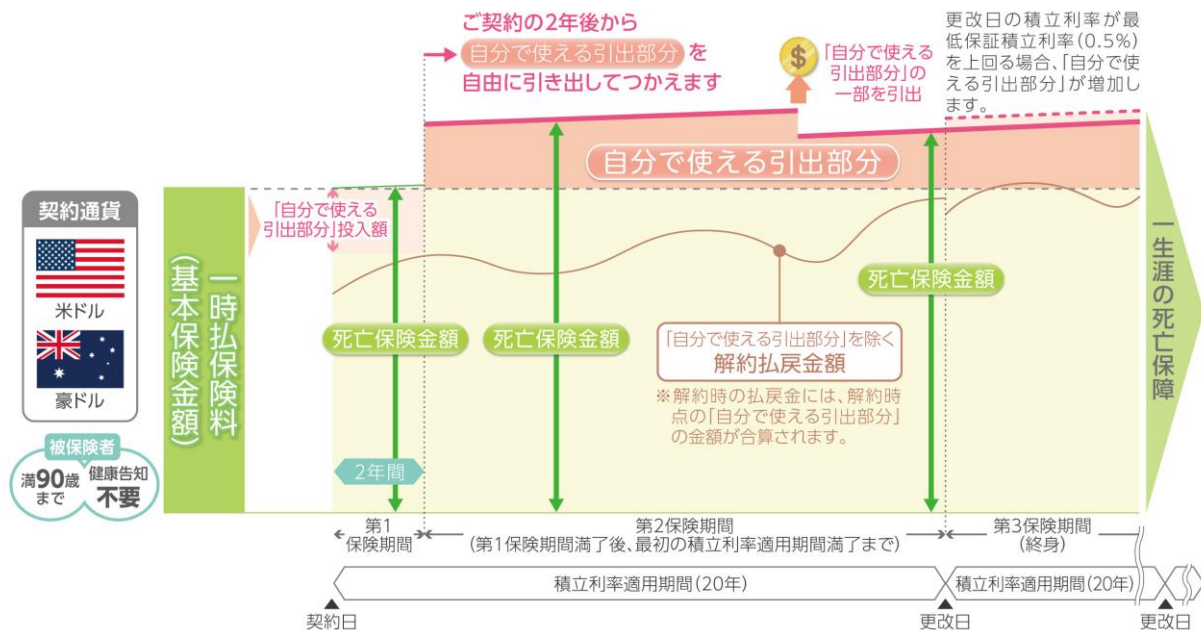 ご契約の2年後から
自分で使える引出部分を
自由に引き出してつかえます
$
「自分で使える
引出部分」の
一部を引出
更改日の積立利率が最
低保証積立利率(0.5%)
を上回る場合、「自分で使
える引出部分」が増加し
ます。
自分で使える引出部分
契約通貨
米ドル
豪ドル
被保険者
満90歳
まで
健康告知
不要
一時払保険料
(基本保険金額)
「自分で使える
引出部分」投入額
死亡保険金額
死亡保険金額
死亡保険金額
「自分で使える引出部分」を除く
解約払戻金額
※解約時の払戻金には、解約時
点の「自分で使える引出部分」
の金額が合算されます。
一生涯の死亡保障
2年間
第1
保険期間
第2保険期間
(第1保険期間満了後、最初の積立利率適用期間満了まで)
第3保険期間
(終身)
積立利率適用期間(20年)
積立利率適用期間(20年)
契約日
更改日
更改日